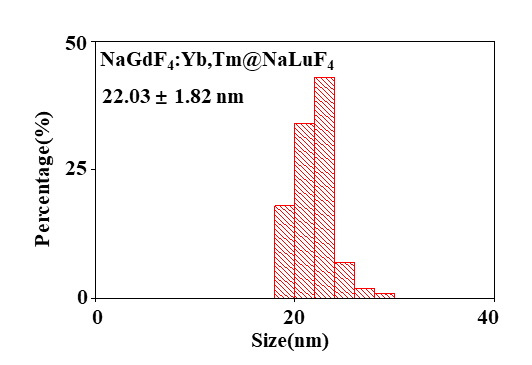 50
NaGdF₄:Yb,Tm@NaLuF₄
22.03 ± 1.82 nm
Percentage(%)
25
0
0 20 40
Size(nm)